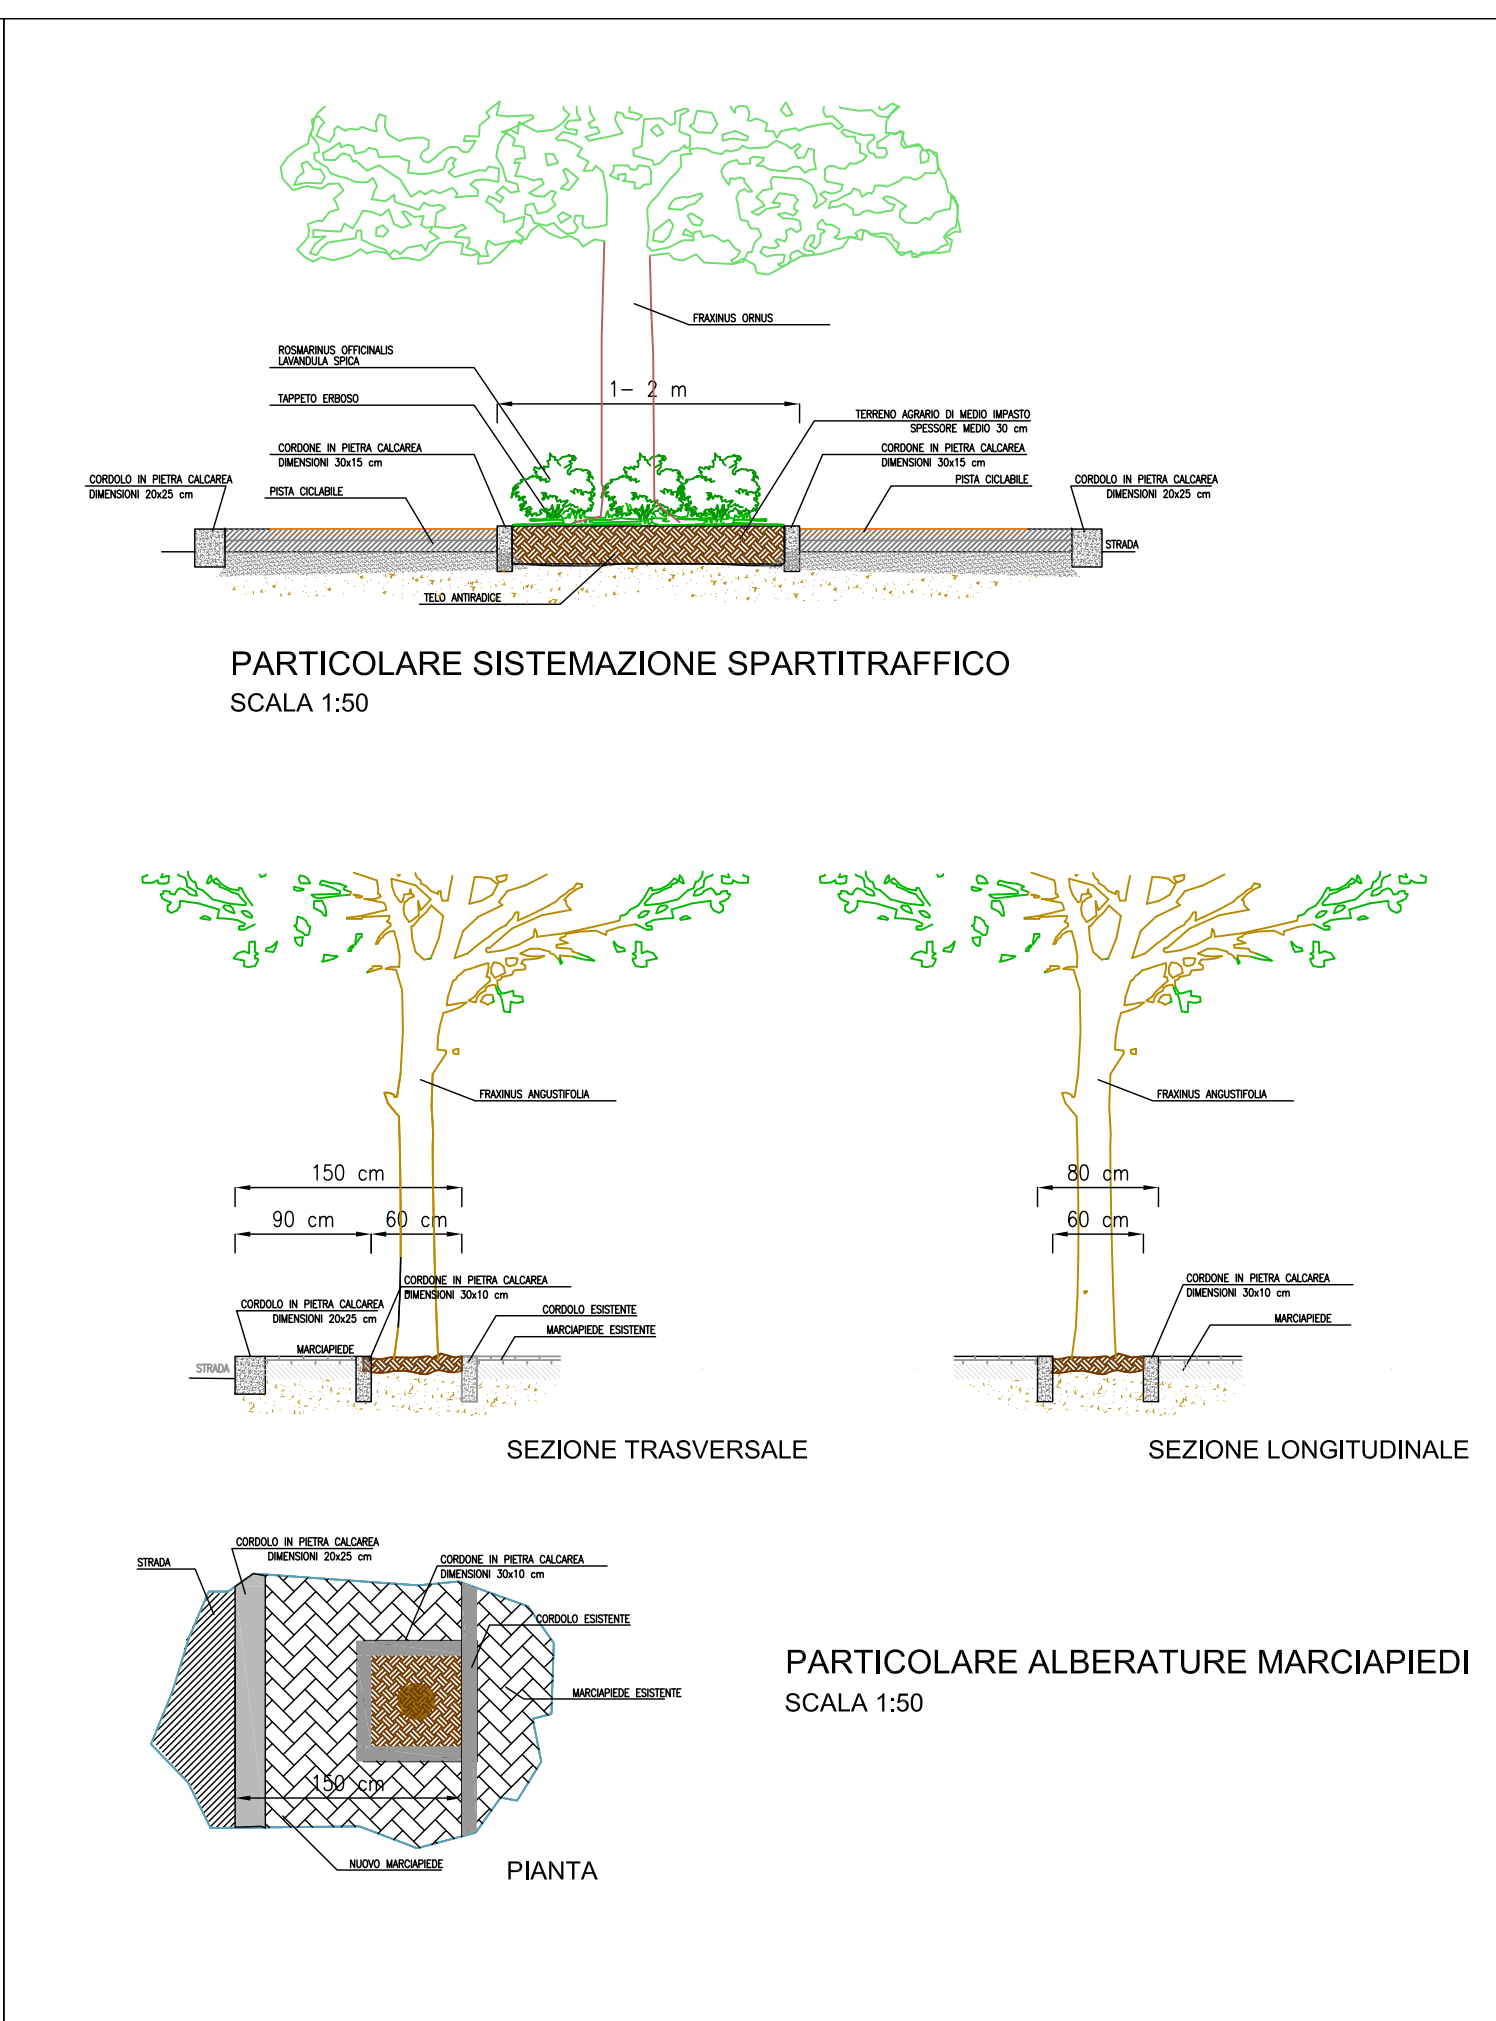 FRAXINUS ORNUS
ROSMARINUS OFFICINALIS
LAVANDULA SPICA
1- 2 m
TAPPETO ERBOSO
TERRENO AGRARIO DI MEDIO IMPASTO
SPESSORE MEDIO 30 cm
CORDONE IN PIETRA CALCAREA
DIMENSIONI 30x15 cm
CORDONE IN PIETRA CALCAREA
DIMENSIONI 30x15 cm
CORDOLO IN PIETRA CALCAREA
DIMENSIONI 20x25 cm
PISTA CICLABILE
PISTA CICLABILE
CORDOLO IN PIETRA CALCAREA
DIMENSIONI 20x25 cm
STRADA
TELO ANTIRADICE
PARTICOLARE SISTEMAZIONE SPARTITRAFFICO
SCALA 1:50
FRAXINUS ANGUSTIFOLIA
150 cm
90 cm
60 cm
CORDONE IN PIETRA CALCAREA
DIMENSIONI 30x10 cm
CORDOLO IN PIETRA CALCAREA
DIMENSIONI 20x25 cm
CORDOLO ESISTENTE
MARCIAPIEDE ESISTENTE
MARCIAPIEDE
STRADA
SEZIONE TRASVERSALE
FRAXINUS ANGUSTIFOLIA
80 cm
60 cm
CORDONE IN PIETRA CALCAREA
DIMENSIONI 30x10 cm
MARCIAPIEDE
SEZIONE LONGITUDINALE
CORDOLO IN PIETRA CALCAREA
DIMENSIONI 20x25 cm
STRADA
CORDONE IN PIETRA CALCAREA
DIMENSIONI 30x10 cm
CORDOLO ESISTENTE
MARCIAPIEDE ESISTENTE
150 cm
NUOVO MARCIAPIEDE
PIANTA
PARTICOLARE ALBERATURE MARCIAPIEDI
SCALA 1:50